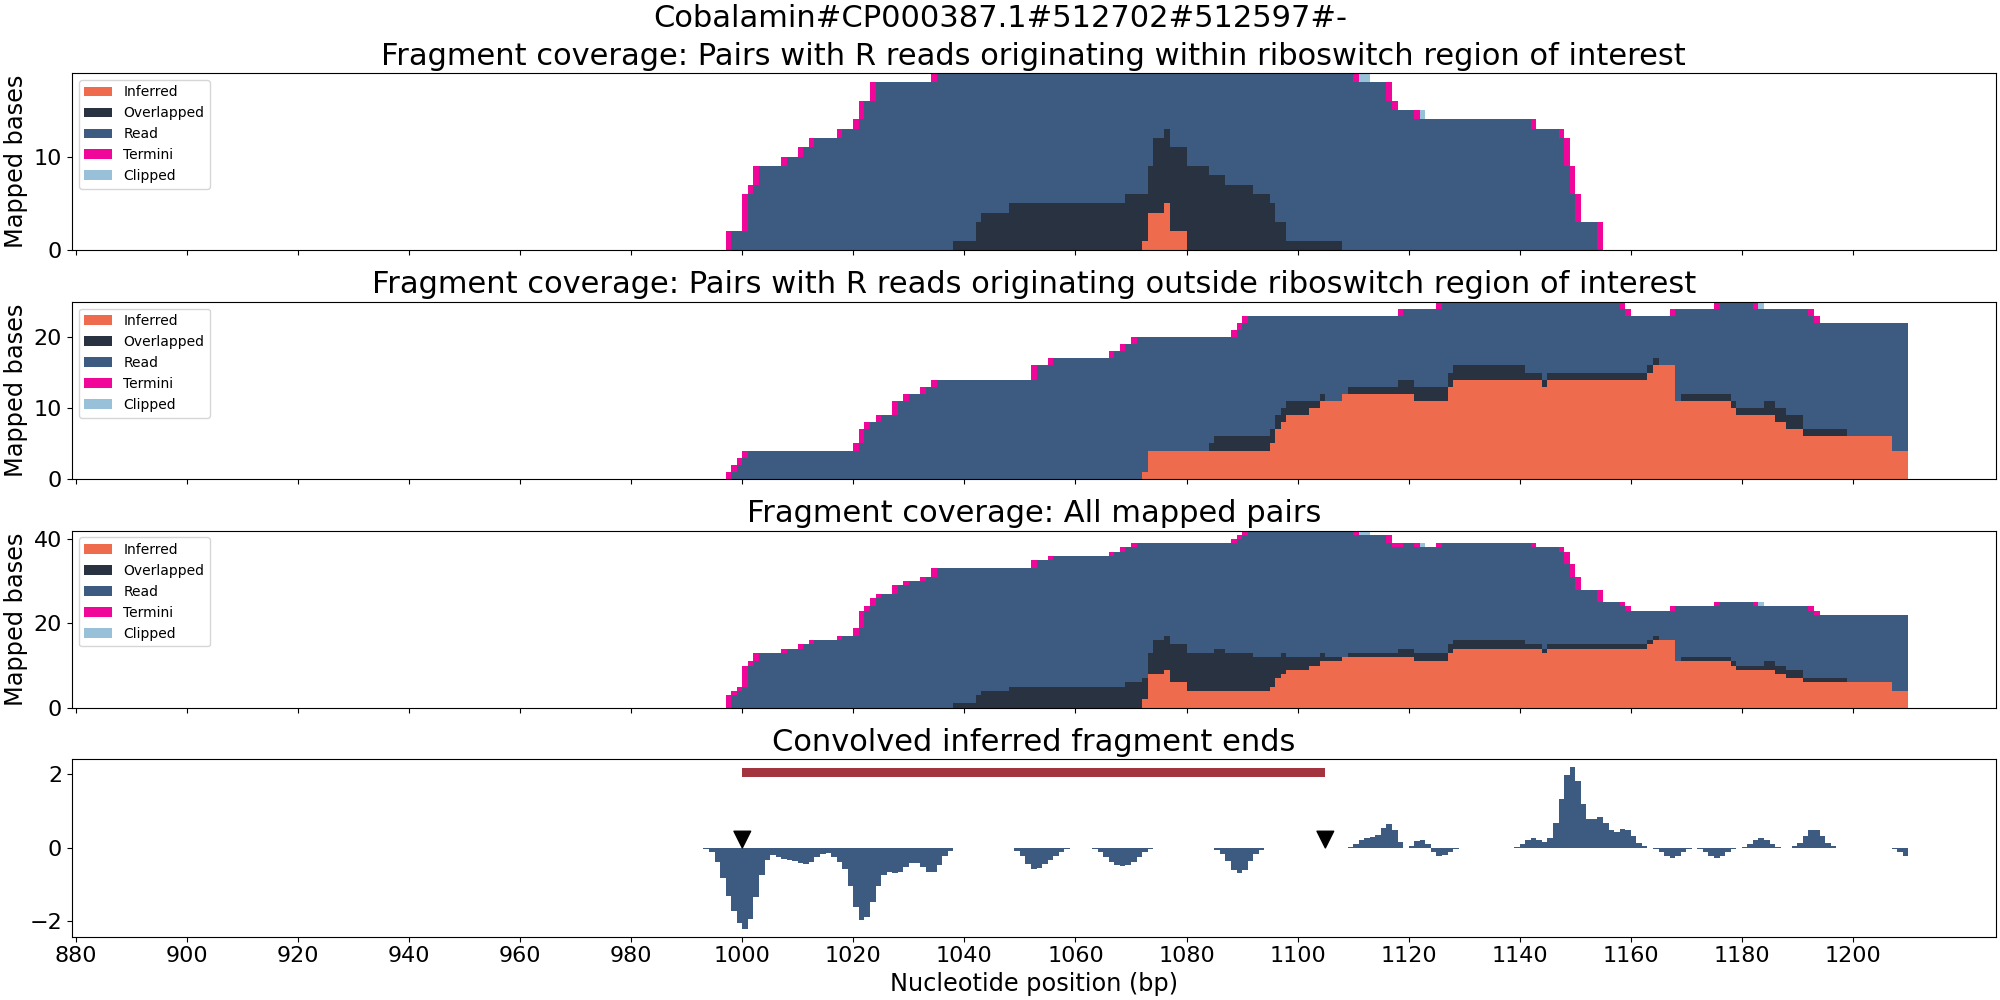 Cobalamin#CP000387.1#512702#512597#-
Fragment coverage: Pairs with R reads originating within riboswitch region of interest
Mapped bases
10
0
Inferred
Overlapped
Read
Termini
Clipped
Fragment coverage: Pairs with R reads originating outside riboswitch region of interest
Mapped bases
20
10
0
Inferred
Overlapped
Read
Termini
Clipped
Fragment coverage: All mapped pairs
Mapped bases
40
20
0
Inferred
Overlapped
Read
Termini
Clipped
Convolved inferred fragment ends
2
0
−2
880 900 920 940 960 980 1000 1020 1040 1060 1080 1100 1120 1140 1160 1180 1200
Nucleotide position (bp)